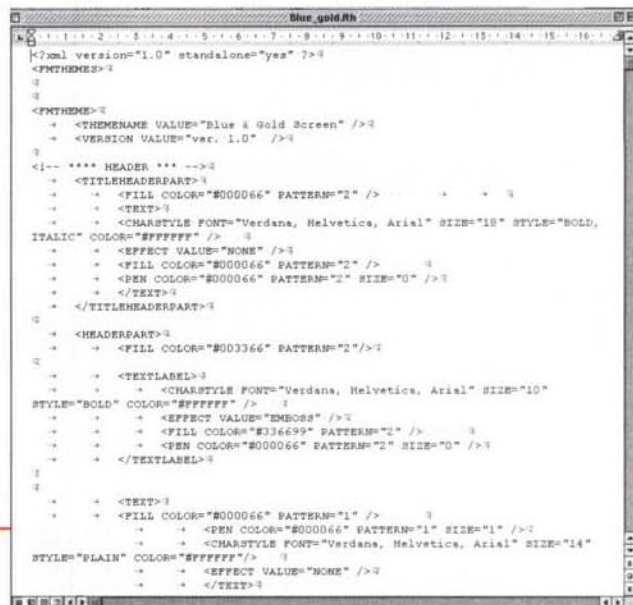 Blue_gold.fth
<?xml version="1.0" standalone="yes" ?>
<FMTHEMES>
<FMTHEME>
<THEMENAME VALUE="Blue & Gold Screen" />
<VERSION VALUE="ver. 1.0" />
<!-- **** HEADER *** -->
<TITLEHEADERPART>
<FILL COLOR="#000066" PATTERN="2" />
<TEXT>
<CHARSTYLE FONT="Verdana, Helvetica, Arial" SIZE="18" STYLE="BOLD,
ITALIC" COLOR="#FFFFFF" />
<EFFECT VALUE="NONE" />
<FILL COLOR="#000066" PATTERN="2" />
<PEN COLOR="#000066" PATTERN="2" SIZE="0" />
</TEXT>
</TITLEHEADERPART>
<HEADERPART>
<FILL COLOR="#003366" PATTERN="2"/>
<TEXTLABEL>
<CHARSTYLE FONT="Verdana, Helvetica, Arial" SIZE="10"
STYLE="BOLD" COLOR="#FFFFFF" />
<EFFECT VALUE="EMBOSS" />
<FILL COLOR="#336699" PATTERN="2" />
<PEN COLOR="#000066" PATTERN="2" SIZE="0" />
</TEXTLABEL>
<TEXT>
<FILL COLOR="#000066" PATTERN="1" />
<PEN COLOR="#000066" PATTERN="1" SIZE="1" />
<CHARSTYLE FONT="Verdana, Helvetica, Arial" SIZE="14"
STYLE="PLAIN" COLOR="#FFFFFF"/>
<EFFECT VALUE="NONE" />
</TEXT>